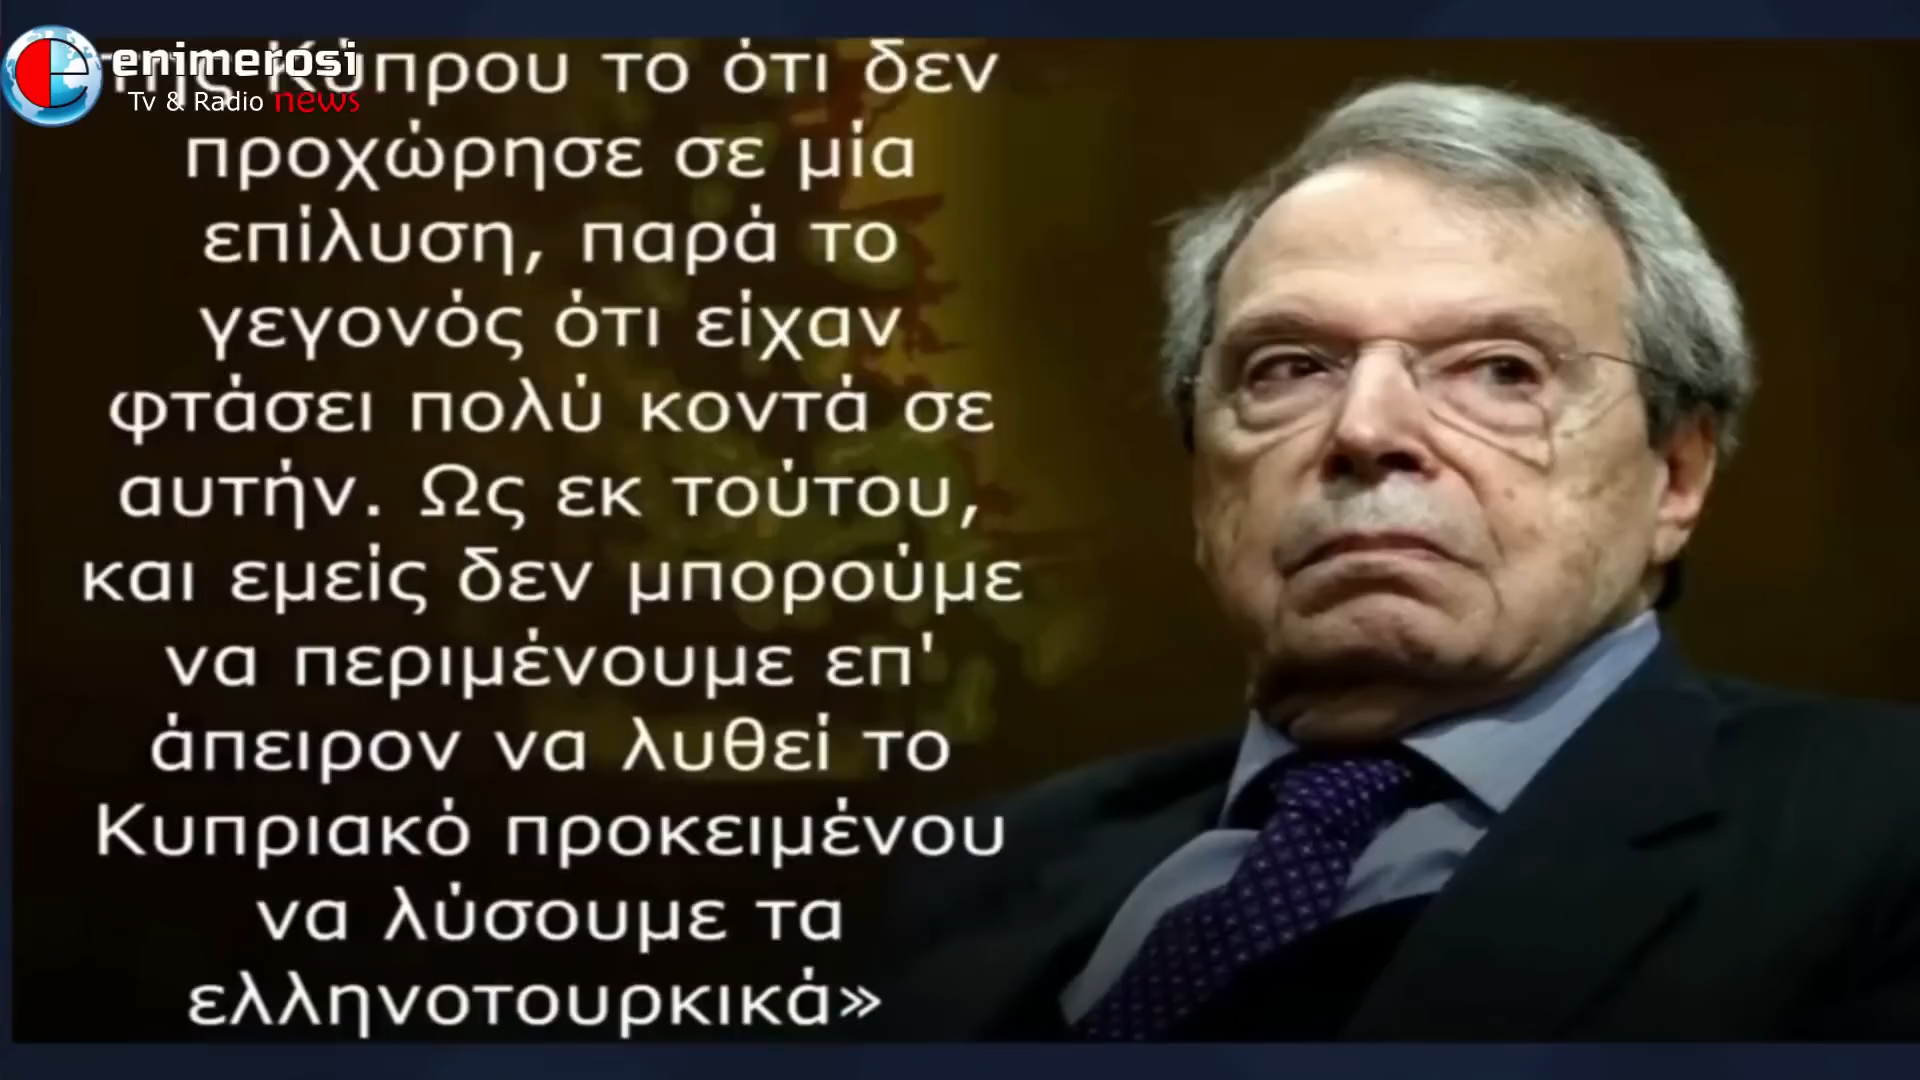 enimerosi
Tv & Radio news
της Κύπρου το ότι δεν
προχώρησε σε μία
επίλυση, παρά το
γεγονός ότι είχαν
φτάσει πολύ κοντά σε
αυτήν. Ως εκ τούτου,
και εμείς δεν μπορούμε
να περιμένουμε επ'
άπειρον να λυθεί το
Κυπριακό προκειμένου
να λύσουμε τα
ελληνοτουρκικά»